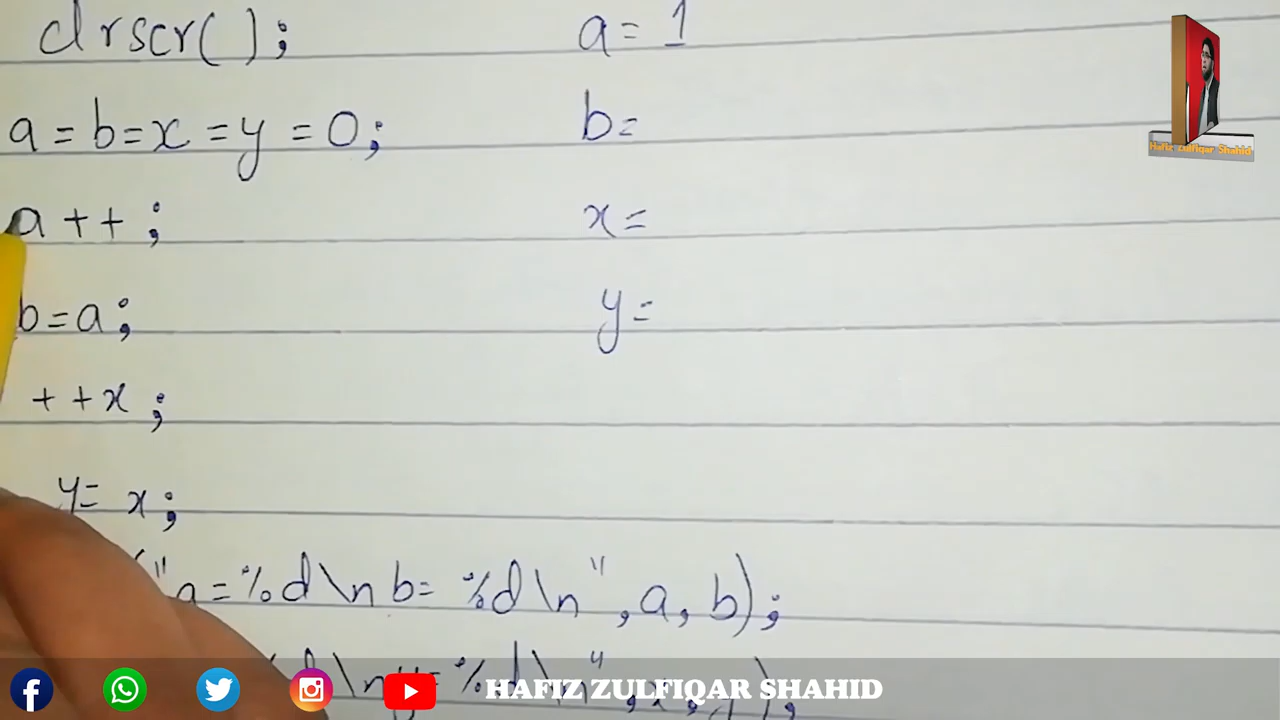 clrscr( );
a = b = x = y = 0;
a + + ;
b = a ;
+ + x ;
y = x ;
"a = %d \n b = %d \n" , a , b ) ;
%d \n y = %d \n" , x , y ) ;
a = 1
b =
x =
y =
Hafiz Zulfiqar Shahid
HAFIZ ZULFIQAR SHAHID